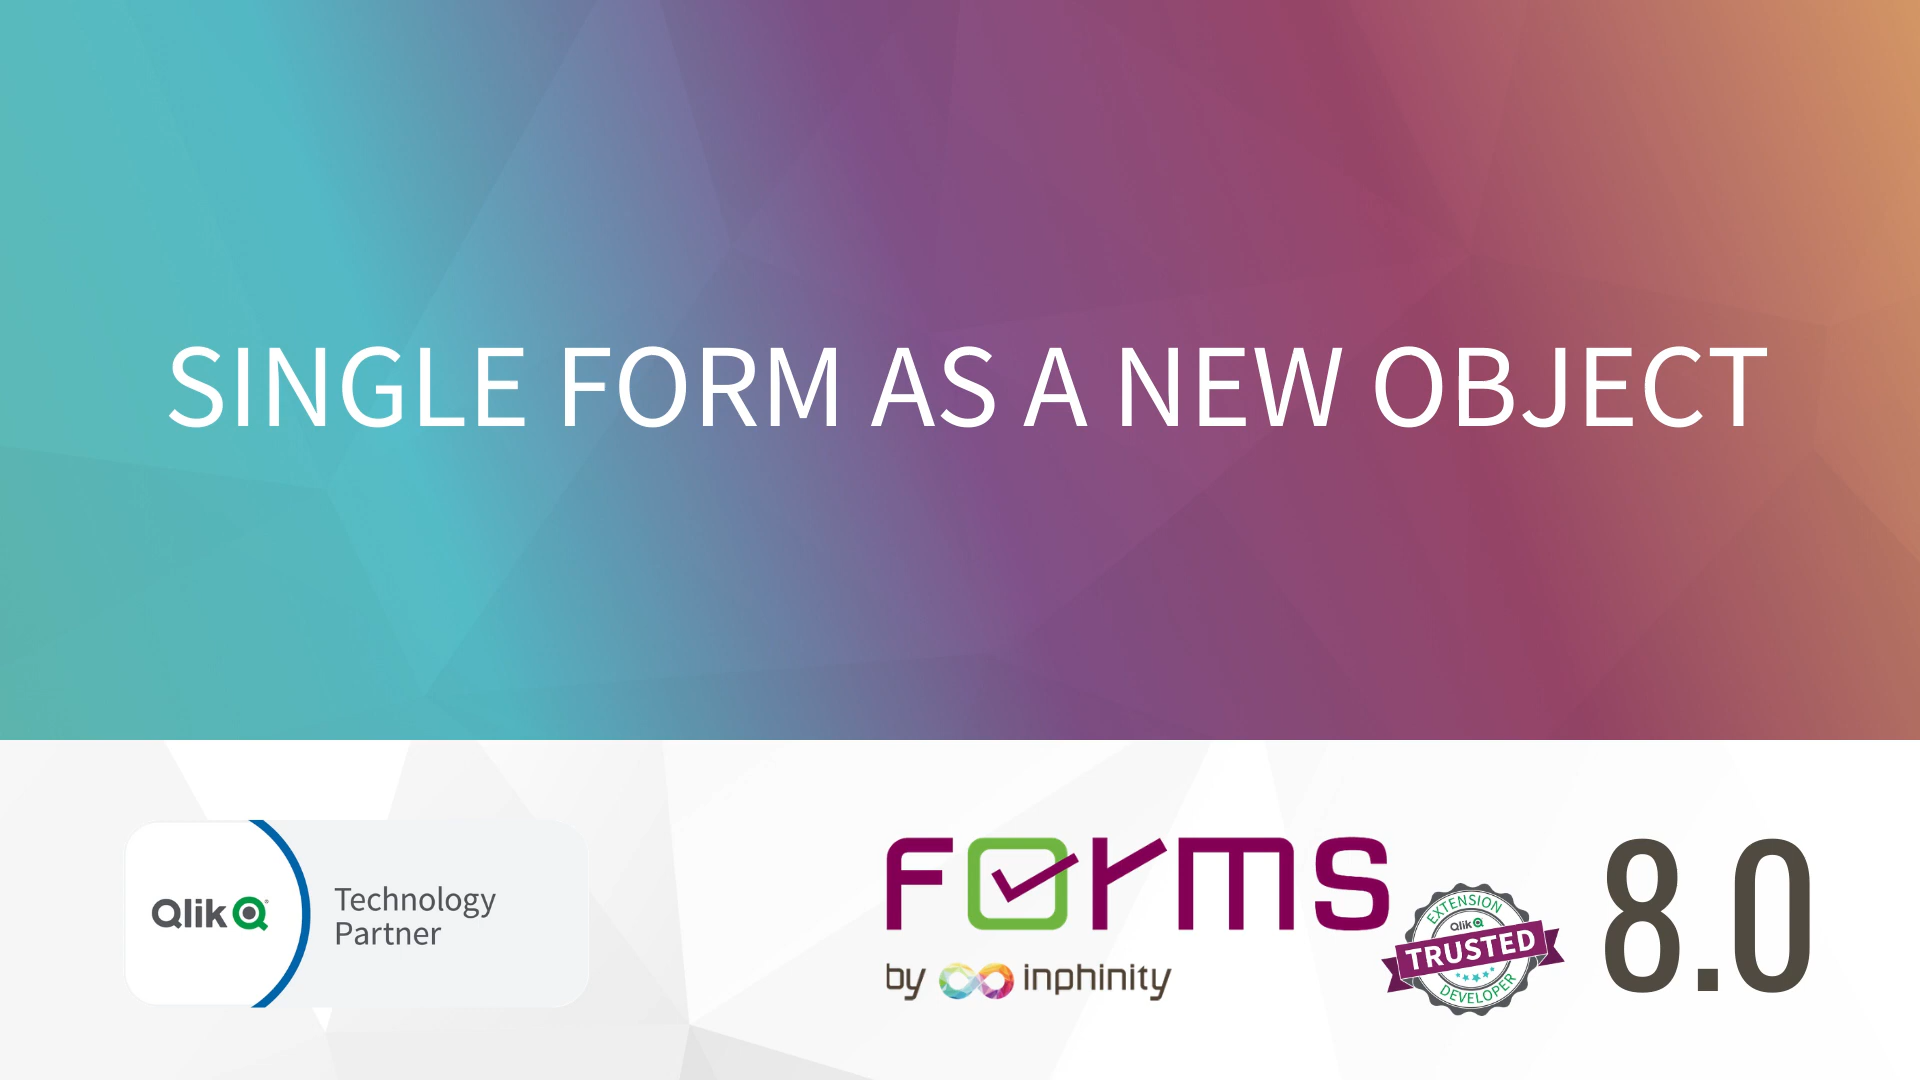 SINGLE FORM AS A NEW OBJECT
Qlik
Technology
Partner
FORMS
by inphinity
EXTENSION
Qlik
TRUSTED
DEVELOPER
8.0